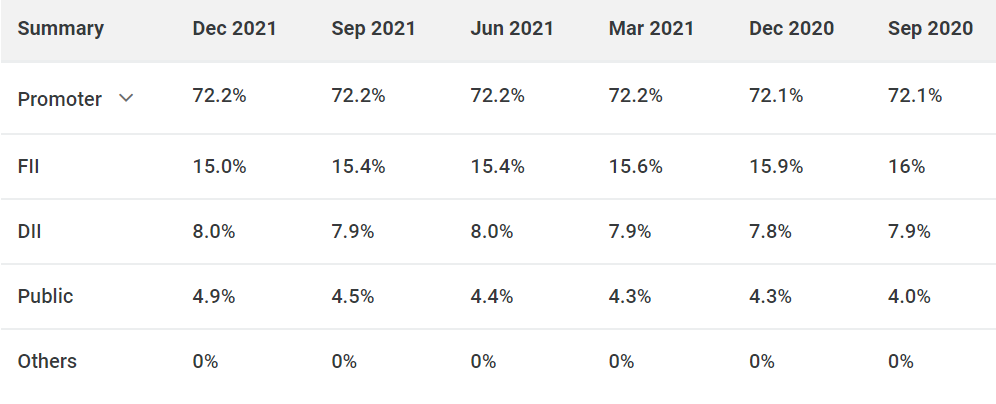 Summary Dec 2021 Sep 2021 Jun 2021 Mar 2021 Dec 2020 Sep 2020
Promoter 72.2% 72.2% 72.2% 72.2% 72.1% 72.1%
FII 15.0% 15.4% 15.4% 15.6% 15.9% 16%
DII 8.0% 7.9% 8.0% 7.9% 7.8% 7.9%
Public 4.9% 4.5% 4.4% 4.3% 4.3% 4.0%
Others 0% 0% 0% 0% 0% 0%